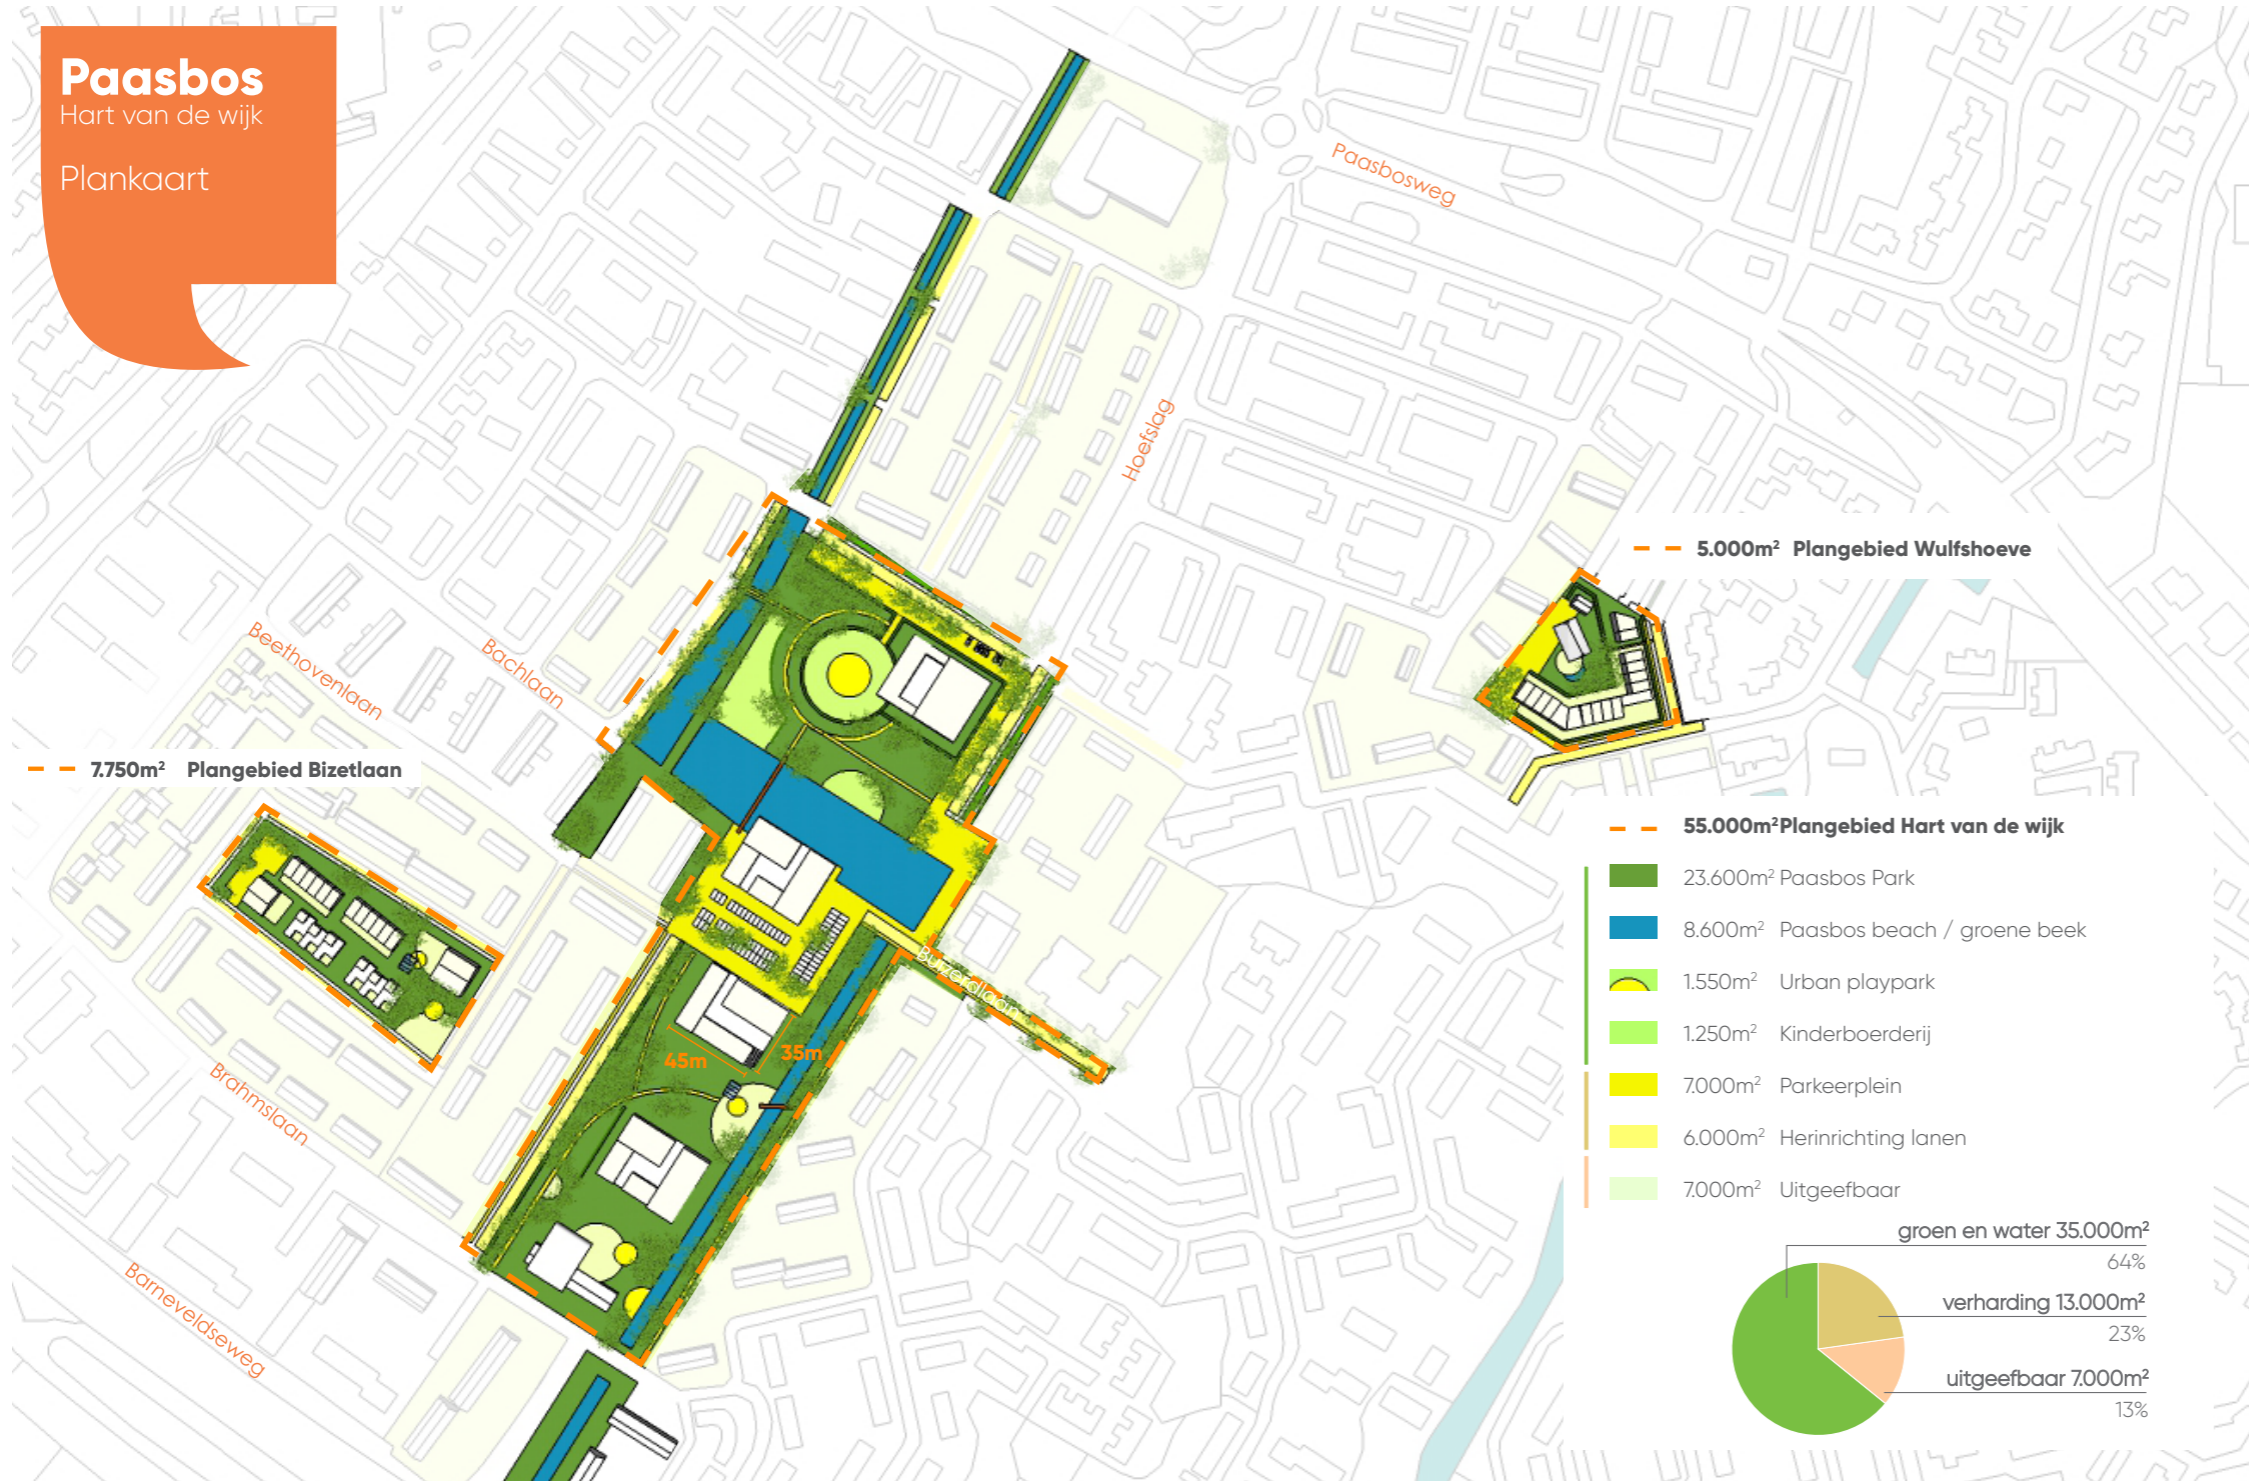 Paasbos
Hart van de wijk
Plankaart
Paasbosweg
Hoefslag
5.000m² Plangebied Wulfshoeve
Beethovenlaan
Bachlaan
7.750m² Plangebied Bizetlaan
55.000m² Plangebied Hart van de wijk
23.600m² Paasbos Park
8.600m² Paasbos beach / groene beek
1.550m² Urban playpark
1.250m² Kinderboerderij
7.000m² Parkeerplein
6.000m² Herinrichting lanen
7.000m² Uitgeefbaar
Buizerdlaan
45m
35m
Brahmslaan
Barneveldseweg
groen en water 35.000m²
64%
verharding 13.000m²
23%
uitgeefbaar 7.000m²
13%